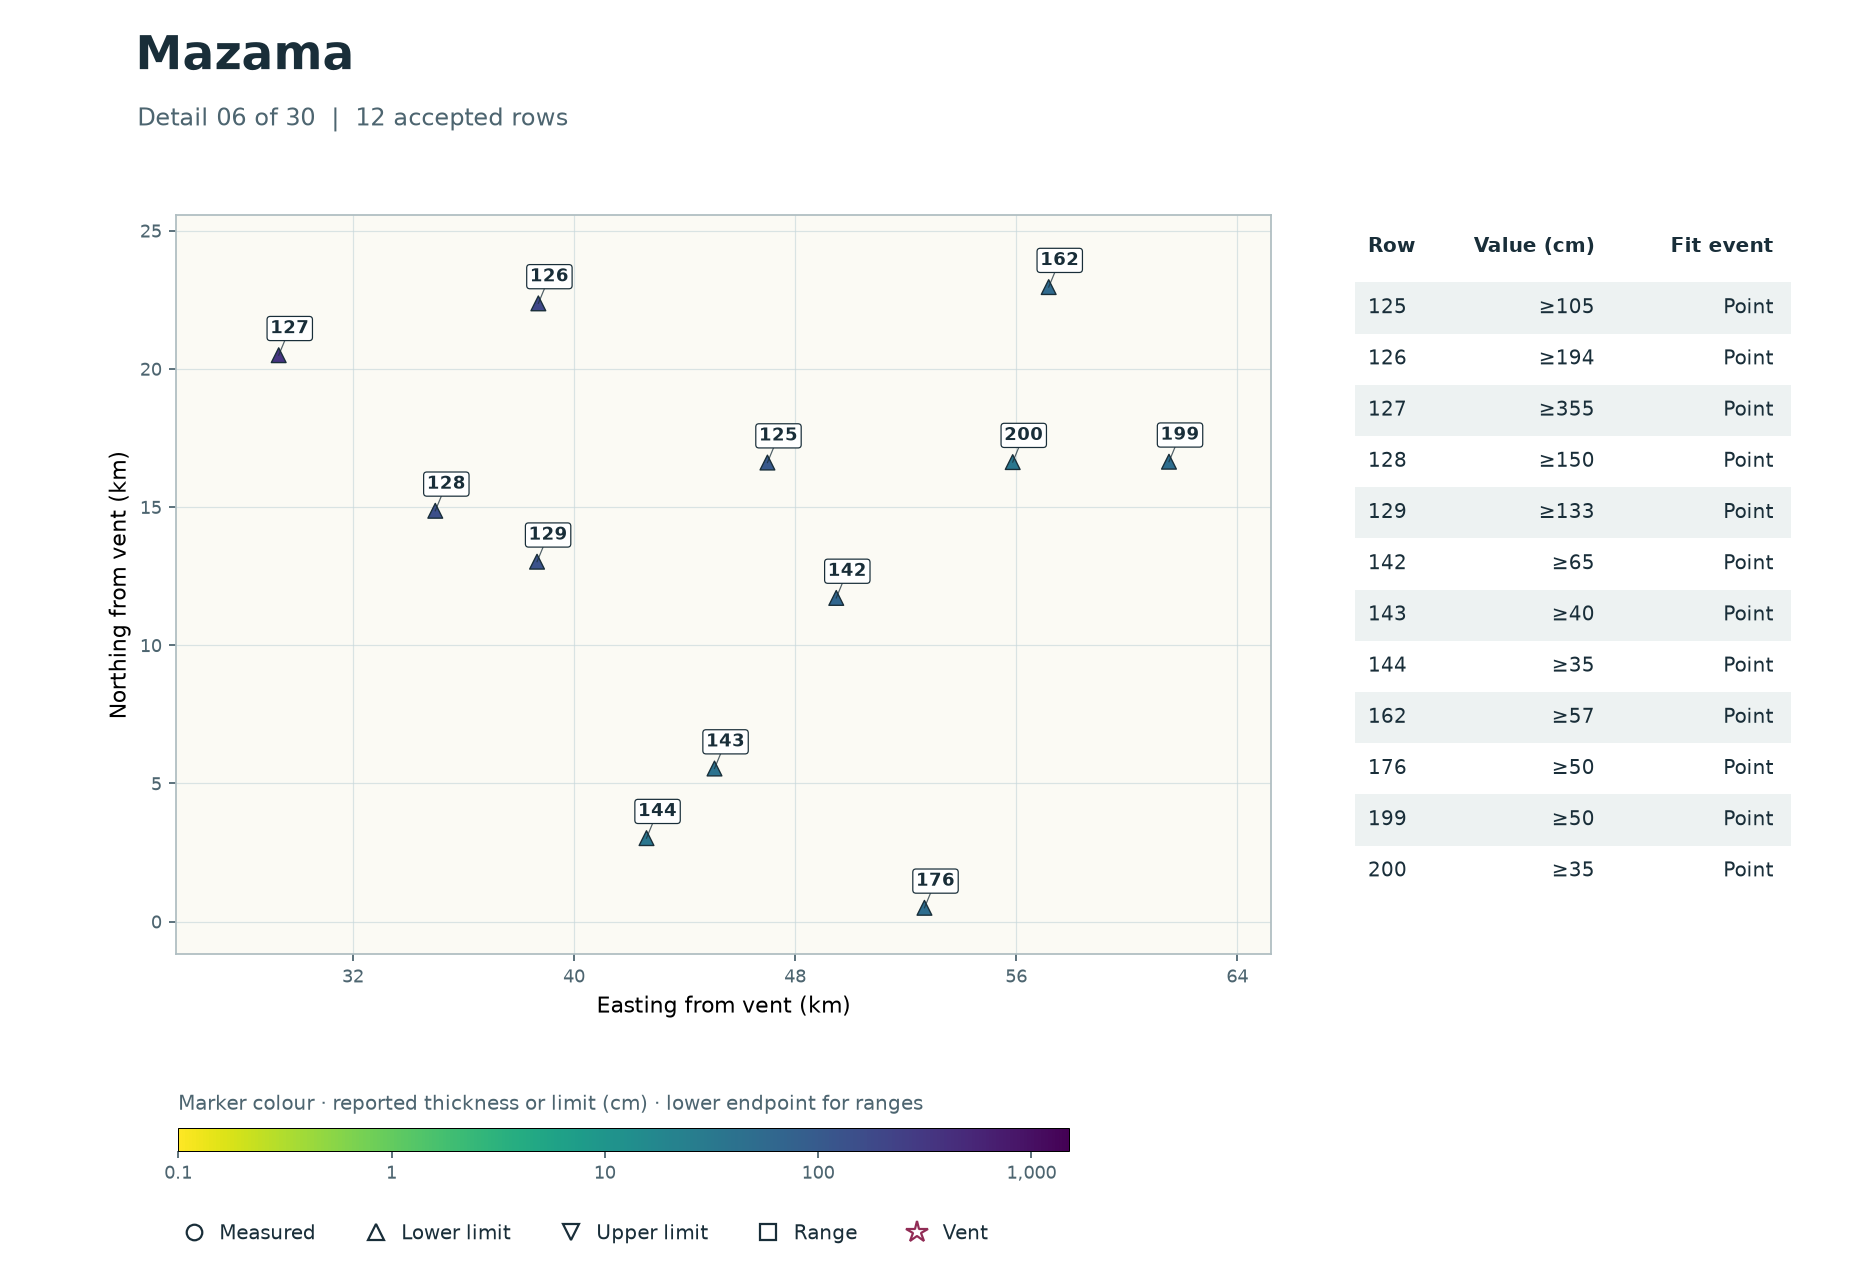 Mazama
Detail 06 of 30 | 12 accepted rows
25
20
15
10
5
0
Northing from vent (km)
162
126
127
125
200
199
128
129
142
143
144
176
32 40 48 56 64
Easting from vent (km)
Row Value (cm) Fit event
125 ≥105 Point
126 ≥194 Point
127 ≥355 Point
128 ≥150 Point
129 ≥133 Point
142 ≥65 Point
143 ≥40 Point
144 ≥35 Point
162 ≥57 Point
176 ≥50 Point
199 ≥50 Point
200 ≥35 Point
Marker colour · reported thickness or limit (cm) · lower endpoint for ranges
0.1 1 10 100 1,000
Measured Lower limit Upper limit Range Vent